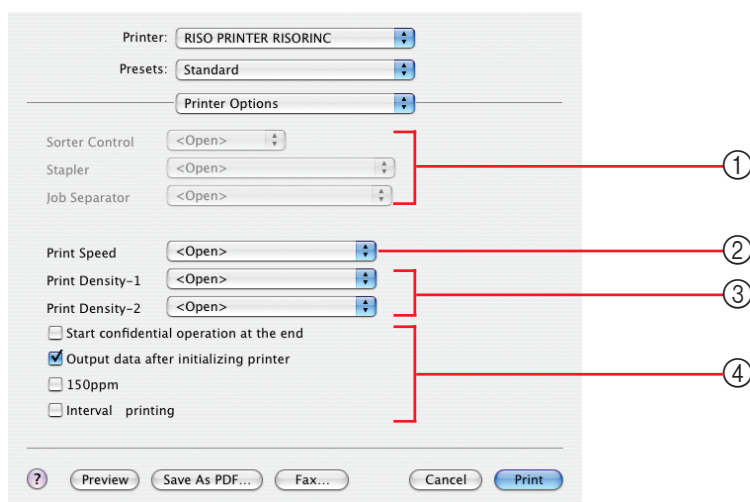 Printer: RISO PRINTER RISORINC
Presets: Standard
Printer Options
Sorter Control <Open>
Stapler <Open>
Job Separator <Open>
①
Print Speed <Open>
②
Print Density-1 <Open>
Print Density-2 <Open>
③
Start confidential operation at the end
Output data after initializing printer
150ppm
Interval printing
④
? Preview Save As PDF... Fax... Cancel Print